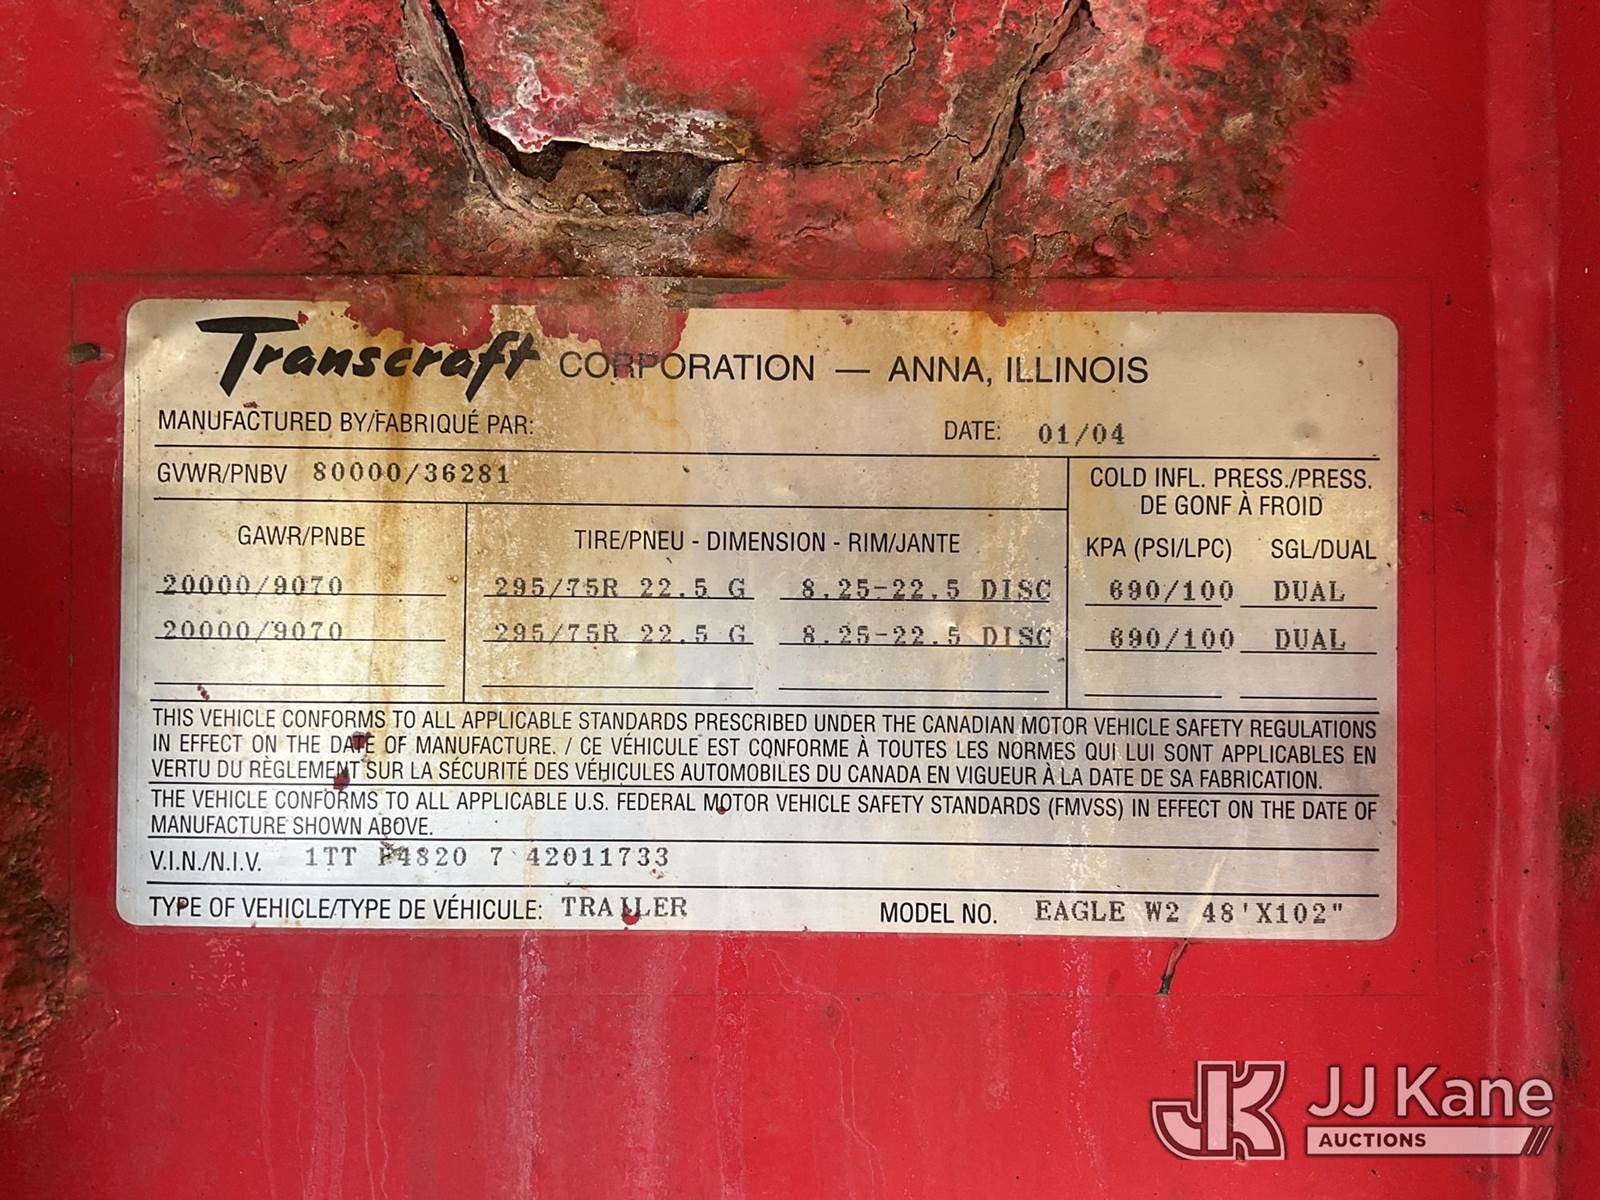 Transcraft CORPORATION — ANNA, ILLINOIS
MANUFACTURED BY/FABRIQUÉ PAR:
DATE: 01/04
GVWR/PNBV 80000/36281
COLD INFL. PRESS./PRESS.
DE GONF À FROID
GAWR/PNBE TIRE/PNEU - DIMENSION - RIM/JANTE KPA (PSI/LPC) SGL/DUAL
20000/9070 295/75R 22.5 G 8.25-22.5 DISC 690/100 DUAL
20000/9070 295/75R 22.5 G 8.25-22.5 DISC 690/100 DUAL
THIS VEHICLE CONFORMS TO ALL APPLICABLE STANDARDS PRESCRIBED UNDER THE CANADIAN MOTOR VEHICLE SAFETY REGULATIONS
IN EFFECT ON THE DATE OF MANUFACTURE. / CE VÉHICULE EST CONFORME À TOUTES LES NORMES QUI LUI SONT APPLICABLES EN
VERTU DU RÈGLEMENT SUR LA SÉCURITÉ DES VÉHICULES AUTOMOBILES DU CANADA EN VIGUEUR À LA DATE DE SA FABRICATION.
THE VEHICLE CONFORMS TO ALL APPLICABLE U.S. FEDERAL MOTOR VEHICLE SAFETY STANDARDS (FMVSS) IN EFFECT ON THE DATE OF
MANUFACTURE SHOWN ABOVE.
V.I.N./N.I.V. 1TT F4820 7 42011733
TYPE OF VEHICLE/TYPE DE VÉHICULE: TRAILER MODEL NO. EAGLE W2 48'X102"
JK JJ Kane
AUCTIONS